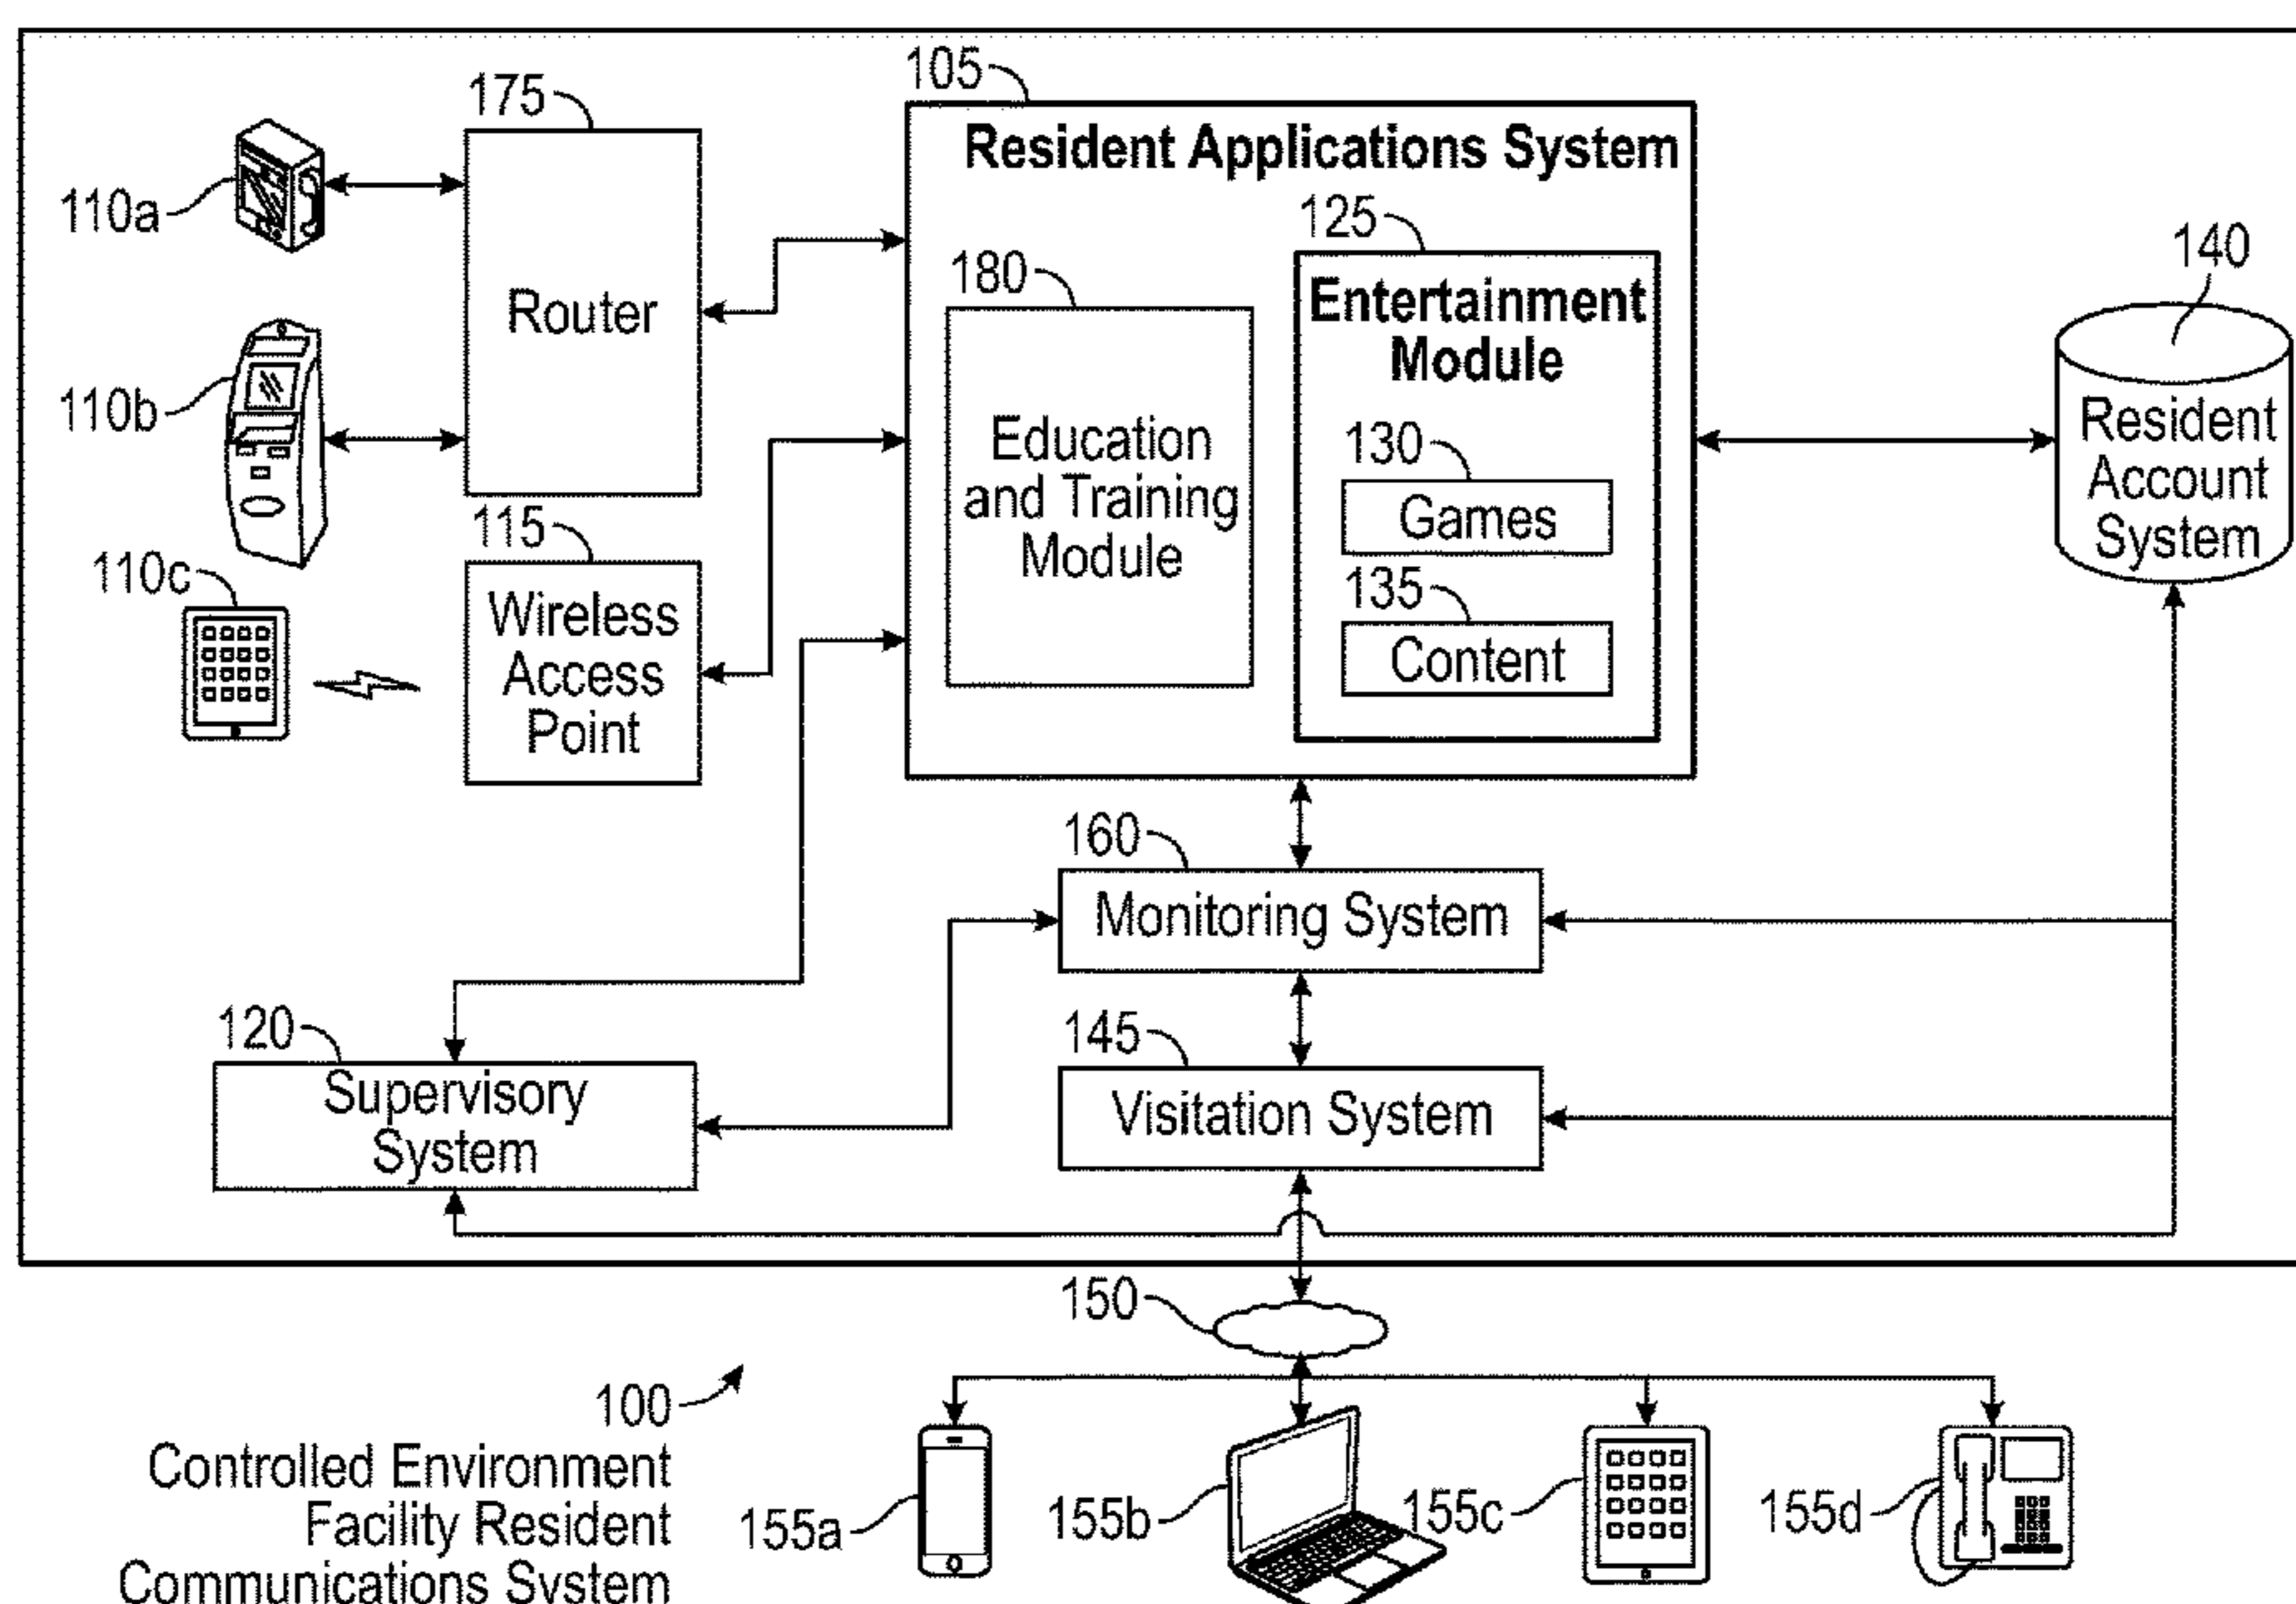 105
175
Resident Applications System
110a
125
140
180
Router
Entertainment
Module
110b
Education
and Training
Module
130
Games
Resident
Account
System
115
110c
135
Content
Wireless
Access
Point
160
Monitoring System
120
145
Supervisory
System
Visitation System
150
100
Controlled Environment
Facility Resident
Communications System
155a
155b
155c
155d